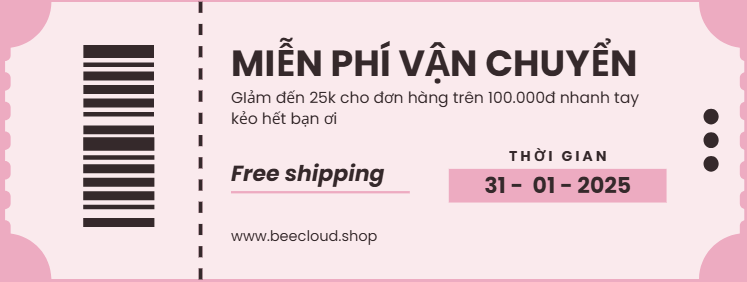 MIỄN PHÍ VẬN CHUYỂN
GIảm đến 25k cho đơn hàng trên 100.000đ nhanh tay
kẻo hết bạn ơi
THỜI GIAN
Free shipping
31 - 01 - 2025
www.beecloud.shop